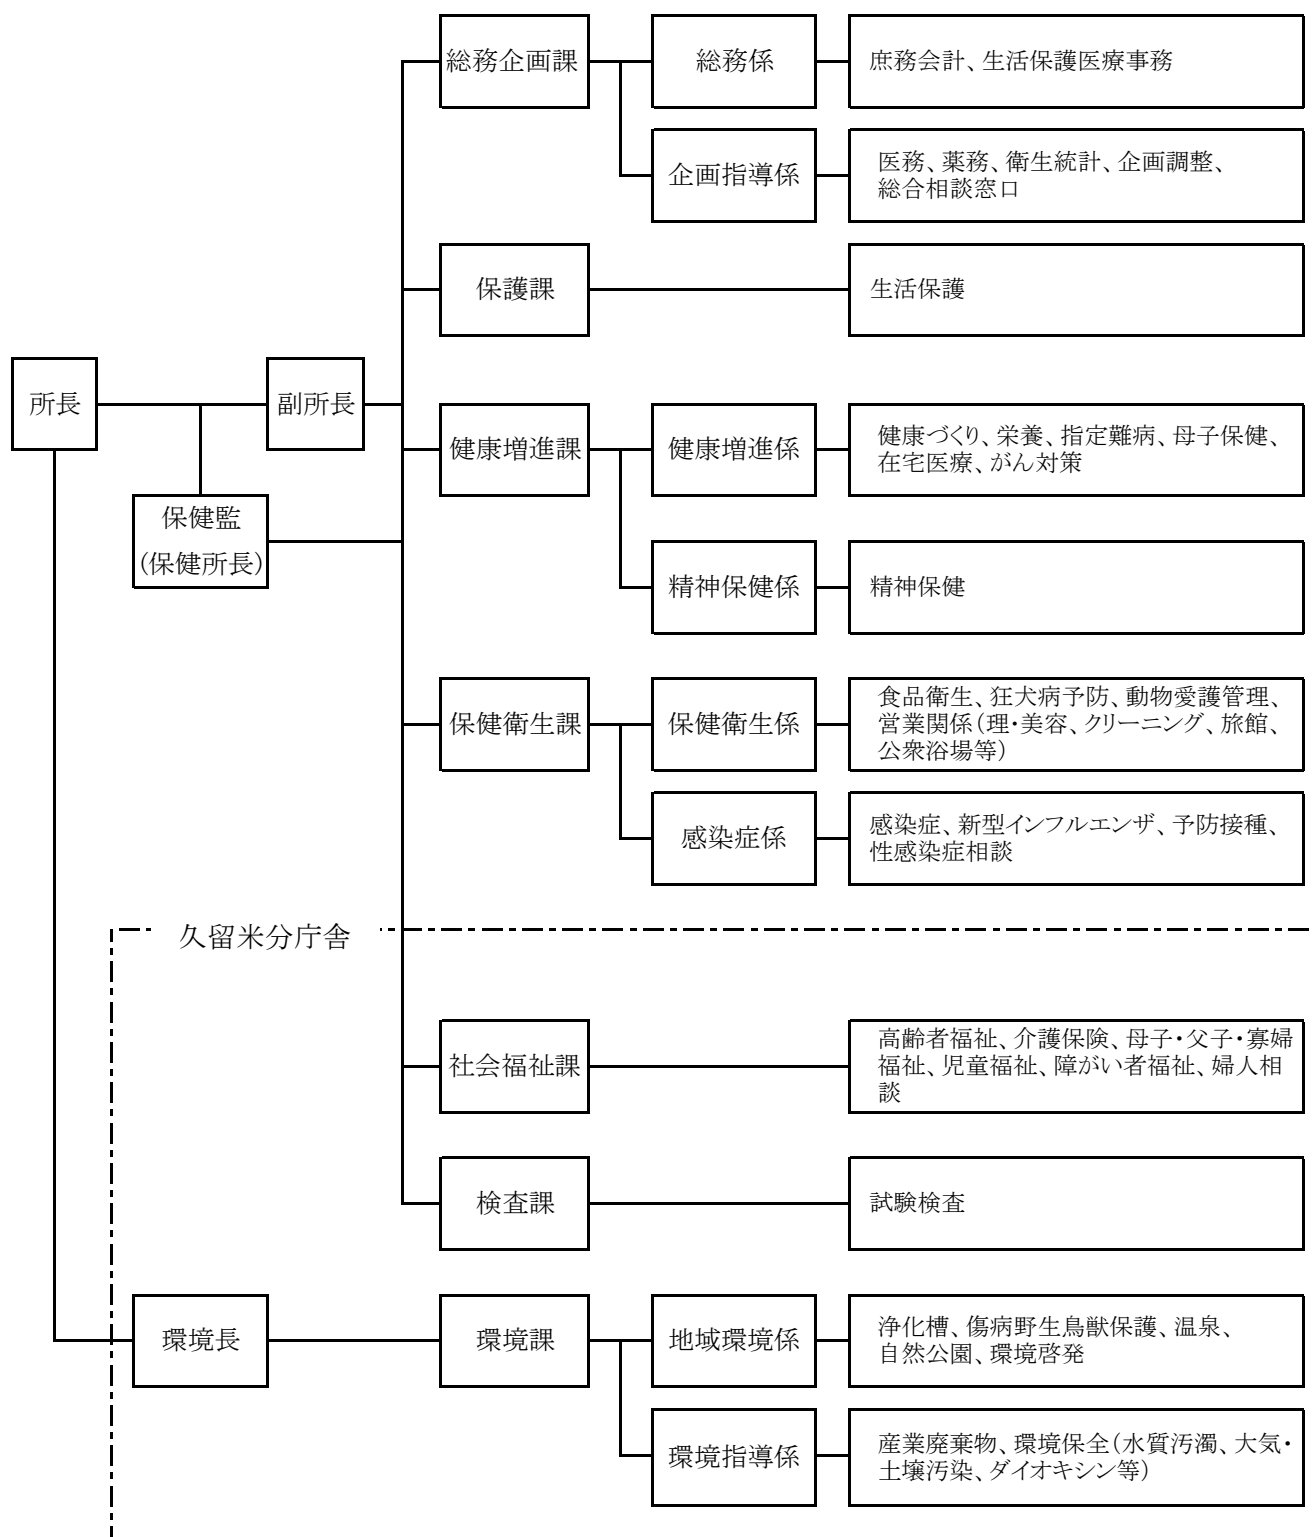 総務企画課
総務係
庶務会計、生活保護医療事務
企画指導係
医務、薬務、衛生統計、企画調整、
総合相談窓口
保護課
生活保護
所長
副所長
保健監
(保健所長)
健康増進課
健康増進係
健康づくり、栄養、指定難病、母子保健、
在宅医療、がん対策
精神保健係
精神保健
保健衛生課
保健衛生係
食品衛生、狂犬病予防、動物愛護管理、
営業関係(理・美容、クリーニング、旅館、
公衆浴場等)
感染症係
感染症、新型インフルエンザ、予防接種、
性感染症相談
久留米分庁舎
社会福祉課
高齢者福祉、介護保険、母子・父子・寡婦
福祉、児童福祉、障がい者福祉、婦人相
談
検査課
試験検査
環境長
環境課
地域環境係
浄化槽、傷病野生鳥獣保護、温泉、
自然公園、環境啓発
環境指導係
産業廃棄物、環境保全(水質汚濁、大気・
土壌汚染、ダイオキシン等)